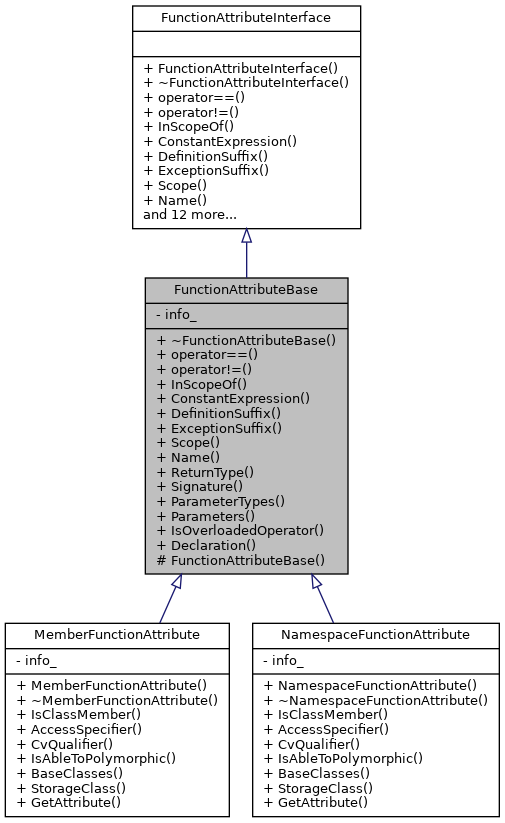 FunctionAttributeInterface
+ FunctionAttributeInterface()
+ ~FunctionAttributeInterface()
+ operator==()
+ operator!=()
+ InScopeOf()
+ ConstantExpression()
+ DefinitionSuffix()
+ ExceptionSuffix()
+ Scope()
+ Name()
and 12 more...
FunctionAttributeBase
- info_
+ ~FunctionAttributeBase()
+ operator==()
+ operator!=()
+ InScopeOf()
+ ConstantExpression()
+ DefinitionSuffix()
+ ExceptionSuffix()
+ Scope()
+ Name()
+ ReturnType()
+ Signature()
+ ParameterTypes()
+ Parameters()
+ IsOverloadedOperator()
+ Declaration()
# FunctionAttributeBase()
MemberFunctionAttribute
- info_
+ MemberFunctionAttribute()
+ ~MemberFunctionAttribute()
+ IsClassMember()
+ AccessSpecifier()
+ CvQualifier()
+ IsAbleToPolymorphic()
+ BaseClasses()
+ StorageClass()
+ GetAttribute()
NamespaceFunctionAttribute
- info_
+ NamespaceFunctionAttribute()
+ ~NamespaceFunctionAttribute()
+ IsClassMember()
+ AccessSpecifier()
+ CvQualifier()
+ IsAbleToPolymorphic()
+ BaseClasses()
+ StorageClass()
+ GetAttribute()